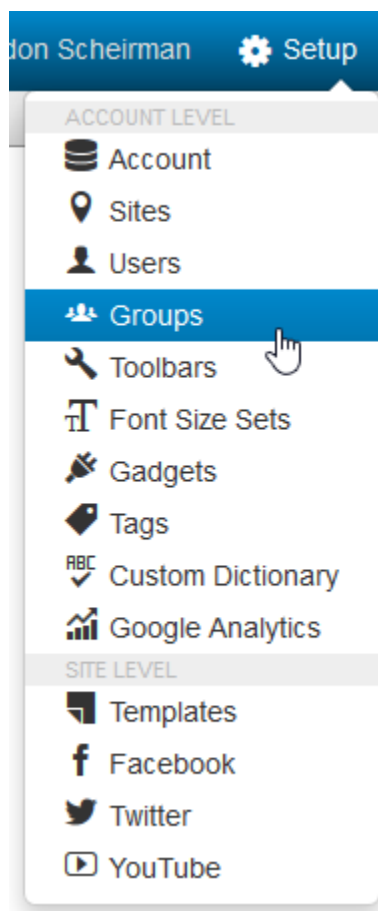 don Scheirman Setup
ACCOUNT LEVEL
Account
Sites
Users
Groups
Toolbars
Font Size Sets
Gadgets
Tags
ABC Custom Dictionary
Google Analytics
SITE LEVEL
Templates
Facebook
Twitter
YouTube